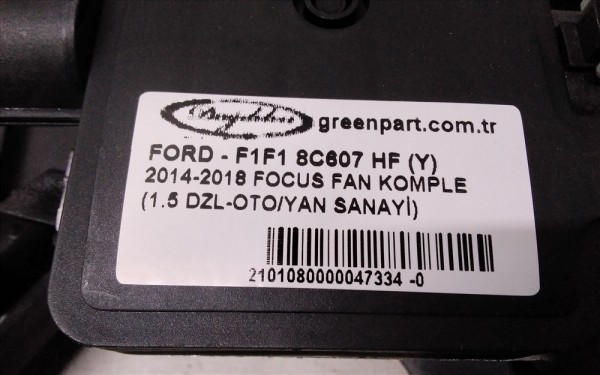 greenpart.com.tr
FORD - F1F1 8C607 HF (Y)
2014-2018 FOCUS FAN KOMPLE
(1.5 DZL-OTO/YAN SANAYİ)
2101080000047334 -0